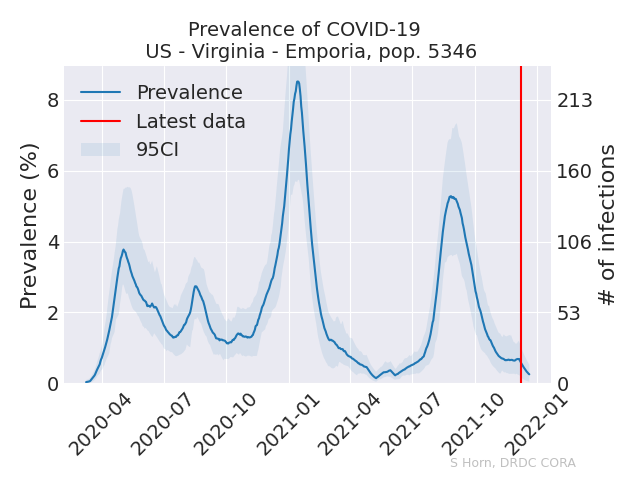 Prevalence of COVID-19
US - Virginia - Emporia, pop. 5346
Prevalence
Latest data
95CI
Prevalence (%)
8
6
4
2
0
213
160
106
53
0
# of infections
2020-04
2020-07
2020-10
2021-01
2021-04
2021-07
2021-10
2022-01
S Horn, DRDC CORA